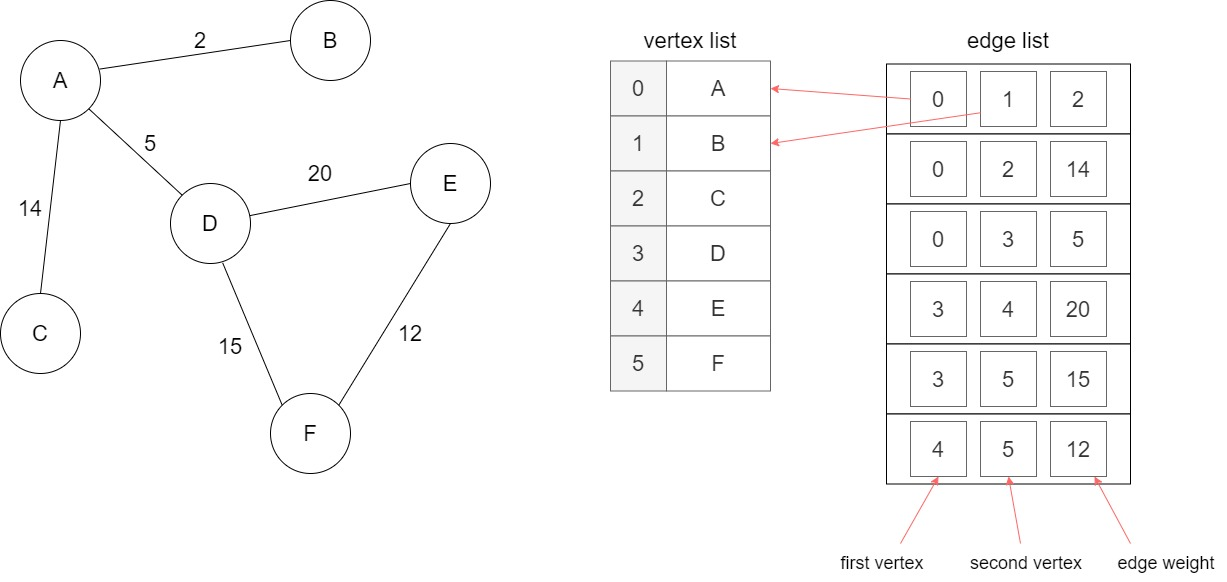 A
2
B
5
14
D
20
E
C
15
12
F
vertex list
0 A
1 B
2 C
3 D
4 E
5 F
edge list
0 1 2
0 2 14
0 3 5
3 4 20
3 5 15
4 5 12
first vertex second vertex edge weight